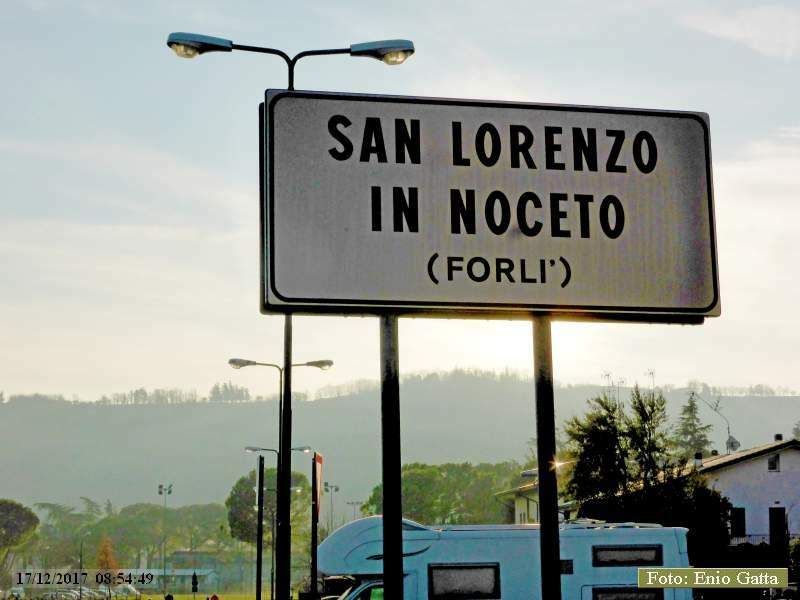 SAN LORENZO
IN NOCETO
(FORLI')
17/12/2017 08:54:49
Foto: Enio Gatta